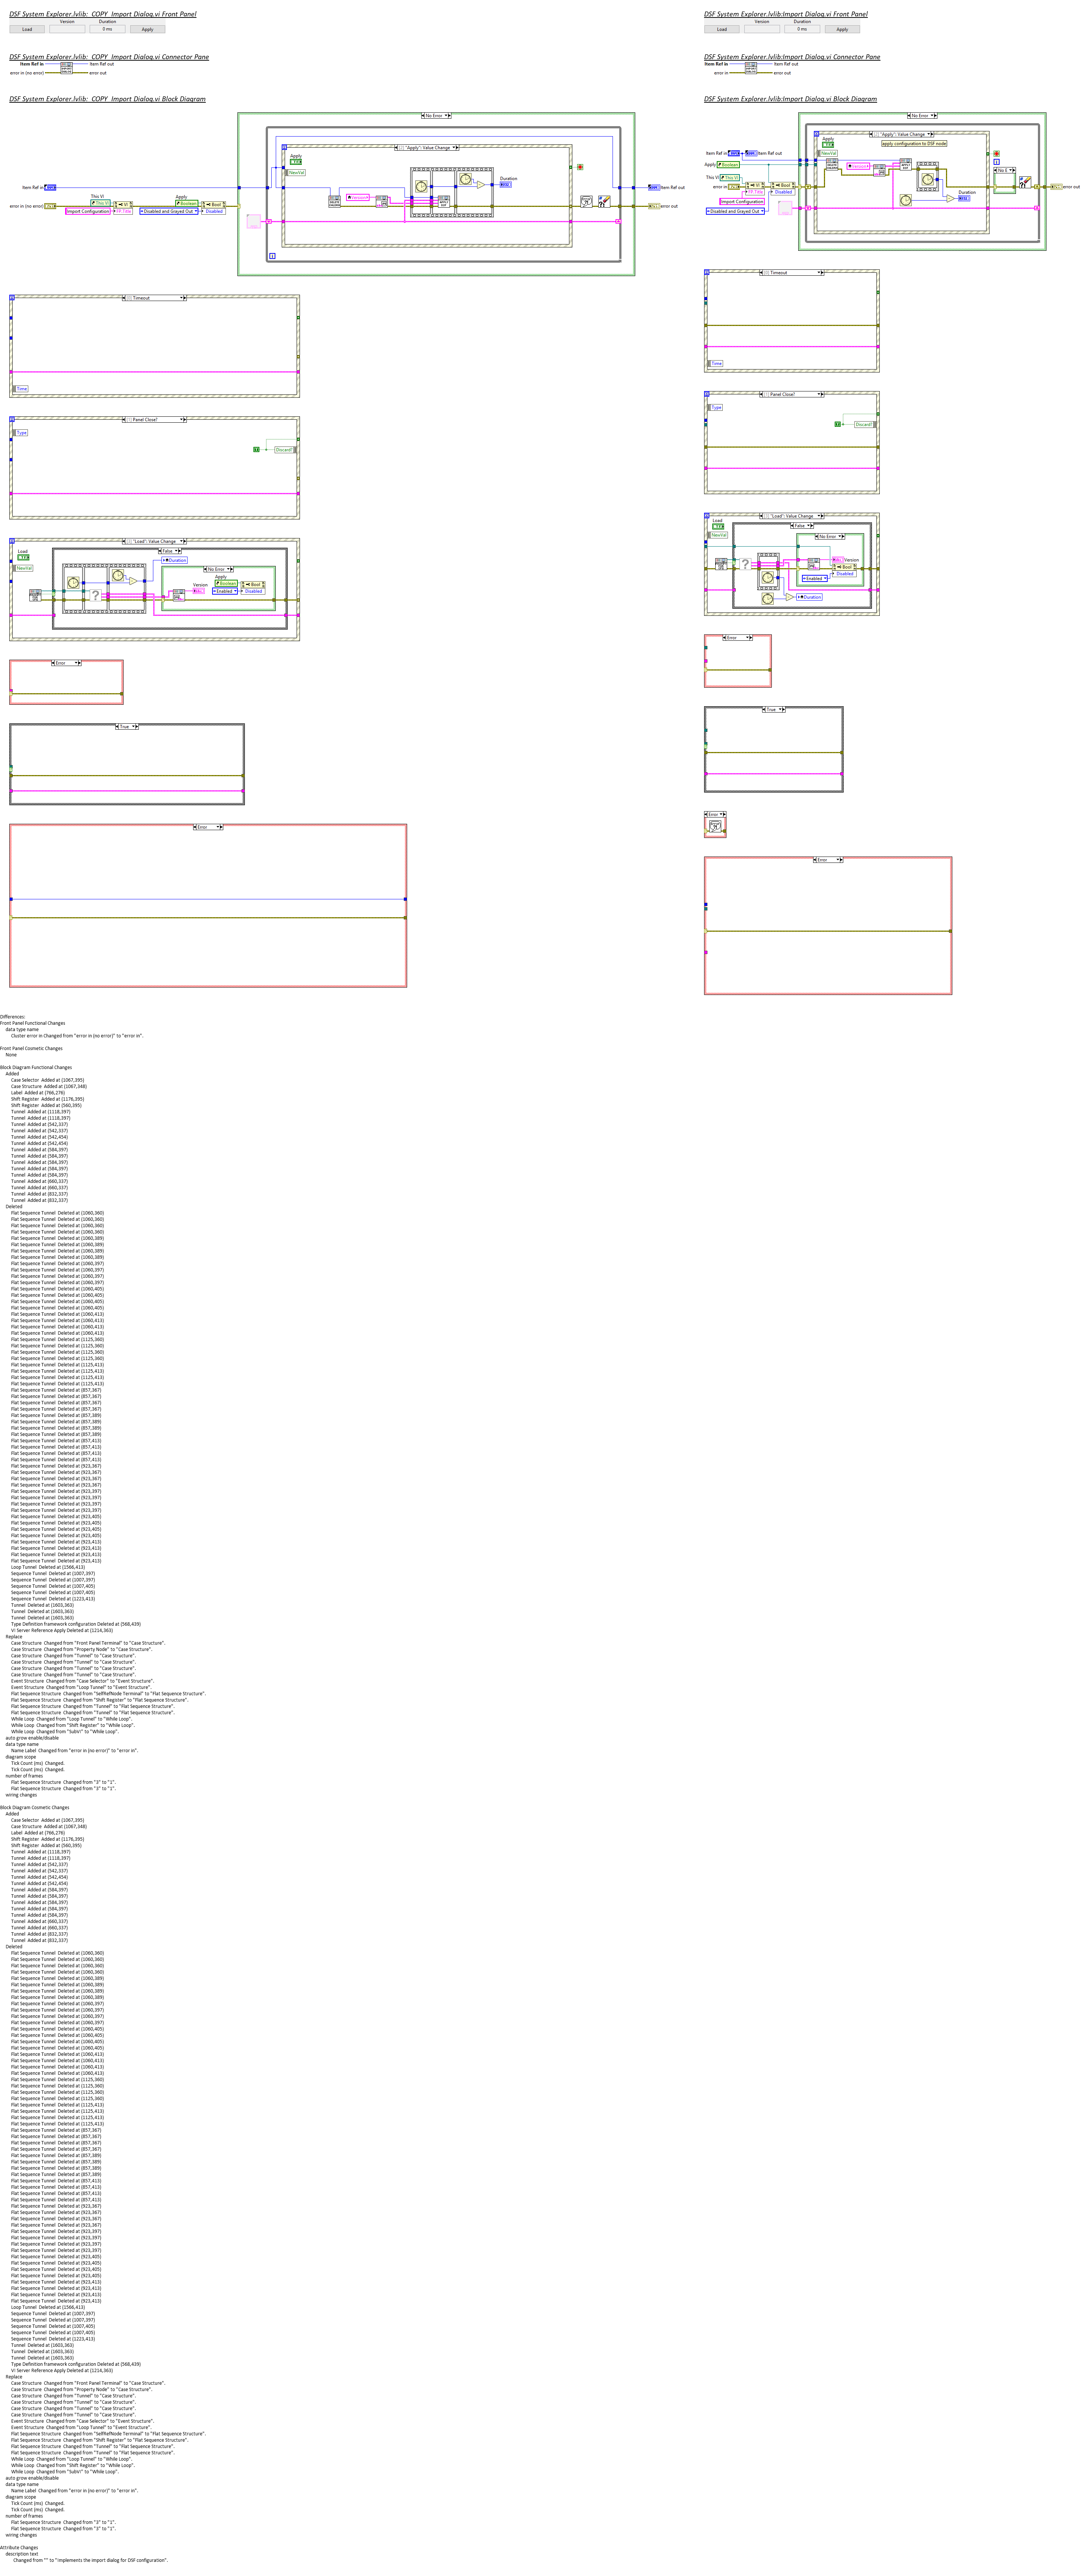 DSF System Explorer.lvlib:  COPY  Import Dialog.vi Front Panel
Version
Duration
Load
0 ms
Apply
DSF System Explorer.lvlib:  COPY  Import Dialog.vi Connector Pane
Item Ref in
Item Ref out
error in (no error)
error out
DSF System Explorer.lvlib:  COPY  Import Dialog.vi Block Diagram
No Error
[2] "Apply": Value Change
Apply
NewVal
Version
Duration
Item Ref in
Item Ref out
This VI
This VI
Apply
Boolean
error in (no error)
VI
Bool
error out
Import Configuration
FP.Title
Disabled and Grayed Out
Disabled
[0] Timeout
Time
[1] Panel Close?
Type
Discard?
[3] "Load": Value Change
Load
NewVal
False
Duration
No Error
Apply
Version
Boolean
Bool
Enabled
Disabled
Error
True
Error
DSF System Explorer.lvlib:Import Dialog.vi Front Panel
Version
Duration
Load
0 ms
Apply
DSF System Explorer.lvlib:Import Dialog.vi Connector Pane
Item Ref in
Item Ref out
error in
error out
DSF System Explorer.lvlib:Import Dialog.vi Block Diagram
No Error
[2] "Apply": Value Change
Apply
apply configuration to DSF node
NewVal
Item Ref in
Item Ref out
Apply
Boolean
Version
This VI
This VI
No E
error in
VI
Bool
error out
FP.Title
Disabled
Duration
Import Configuration
Disabled and Grayed Out
[0] Timeout
Time
[1] Panel Close?
Type
Discard?
[3] "Load": Value Change
Load
NewVal
False
No Error
Version
Bool
Disabled
Enabled
Duration
Error
True
Error
Error
Differences:
Front Panel Functional Changes
data type name
Cluster error in Changed from "error in (no error)" to "error in".
Front Panel Cosmetic Changes
None
Block Diagram Functional Changes
Added
Case Selector  Added at (1067,395)
Case Structure  Added at (1067,348)
Label  Added at (766,276)
Shift Register  Added at (1176,395)
Shift Register  Added at (560,395)
Tunnel  Added at (1118,397)
Tunnel  Added at (1118,397)
Tunnel  Added at (542,337)
Tunnel  Added at (542,337)
Tunnel  Added at (542,454)
Tunnel  Added at (542,454)
Tunnel  Added at (584,397)
Tunnel  Added at (584,397)
Tunnel  Added at (584,397)
Tunnel  Added at (584,397)
Tunnel  Added at (584,397)
Tunnel  Added at (660,337)
Tunnel  Added at (660,337)
Tunnel  Added at (832,337)
Tunnel  Added at (832,337)
Deleted
Flat Sequence Tunnel  Deleted at (1060,360)
Flat Sequence Tunnel  Deleted at (1060,360)
Flat Sequence Tunnel  Deleted at (1060,360)
Flat Sequence Tunnel  Deleted at (1060,360)
Flat Sequence Tunnel  Deleted at (1060,389)
Flat Sequence Tunnel  Deleted at (1060,389)
Flat Sequence Tunnel  Deleted at (1060,389)
Flat Sequence Tunnel  Deleted at (1060,389)
Flat Sequence Tunnel  Deleted at (1060,397)
Flat Sequence Tunnel  Deleted at (1060,397)
Flat Sequence Tunnel  Deleted at (1060,397)
Flat Sequence Tunnel  Deleted at (1060,397)
Flat Sequence Tunnel  Deleted at (1060,405)
Flat Sequence Tunnel  Deleted at (1060,405)
Flat Sequence Tunnel  Deleted at (1060,405)
Flat Sequence Tunnel  Deleted at (1060,405)
Flat Sequence Tunnel  Deleted at (1060,413)
Flat Sequence Tunnel  Deleted at (1060,413)
Flat Sequence Tunnel  Deleted at (1060,413)
Flat Sequence Tunnel  Deleted at (1060,413)
Flat Sequence Tunnel  Deleted at (1125,360)
Flat Sequence Tunnel  Deleted at (1125,360)
Flat Sequence Tunnel  Deleted at (1125,360)
Flat Sequence Tunnel  Deleted at (1125,360)
Flat Sequence Tunnel  Deleted at (1125,413)
Flat Sequence Tunnel  Deleted at (1125,413)
Flat Sequence Tunnel  Deleted at (1125,413)
Flat Sequence Tunnel  Deleted at (1125,413)
Flat Sequence Tunnel  Deleted at (857,367)
Flat Sequence Tunnel  Deleted at (857,367)
Flat Sequence Tunnel  Deleted at (857,367)
Flat Sequence Tunnel  Deleted at (857,367)
Flat Sequence Tunnel  Deleted at (857,389)
Flat Sequence Tunnel  Deleted at (857,389)
Flat Sequence Tunnel  Deleted at (857,389)
Flat Sequence Tunnel  Deleted at (857,389)
Flat Sequence Tunnel  Deleted at (857,413)
Flat Sequence Tunnel  Deleted at (857,413)
Flat Sequence Tunnel  Deleted at (857,413)
Flat Sequence Tunnel  Deleted at (857,413)
Flat Sequence Tunnel  Deleted at (923,367)
Flat Sequence Tunnel  Deleted at (923,367)
Flat Sequence Tunnel  Deleted at (923,367)
Flat Sequence Tunnel  Deleted at (923,367)
Flat Sequence Tunnel  Deleted at (923,397)
Flat Sequence Tunnel  Deleted at (923,397)
Flat Sequence Tunnel  Deleted at (923,397)
Flat Sequence Tunnel  Deleted at (923,397)
Flat Sequence Tunnel  Deleted at (923,405)
Flat Sequence Tunnel  Deleted at (923,405)
Flat Sequence Tunnel  Deleted at (923,405)
Flat Sequence Tunnel  Deleted at (923,405)
Flat Sequence Tunnel  Deleted at (923,413)
Flat Sequence Tunnel  Deleted at (923,413)
Flat Sequence Tunnel  Deleted at (923,413)
Flat Sequence Tunnel  Deleted at (923,413)
Loop Tunnel  Deleted at (1566,413)
Sequence Tunnel  Deleted at (1007,397)
Sequence Tunnel  Deleted at (1007,397)
Sequence Tunnel  Deleted at (1007,405)
Sequence Tunnel  Deleted at (1007,405)
Sequence Tunnel  Deleted at (1223,413)
Tunnel  Deleted at (1603,363)
Tunnel  Deleted at (1603,363)
Tunnel  Deleted at (1603,363)
Type Definition framework configuration Deleted at (568,439)
VI Server Reference Apply Deleted at (1214,363)
Replace
Case Structure  Changed from "Front Panel Terminal" to "Case Structure".
Case Structure  Changed from "Property Node" to "Case Structure".
Case Structure  Changed from "Tunnel" to "Case Structure".
Case Structure  Changed from "Tunnel" to "Case Structure".
Case Structure  Changed from "Tunnel" to "Case Structure".
Case Structure  Changed from "Tunnel" to "Case Structure".
Event Structure  Changed from "Case Selector" to "Event Structure".
Event Structure  Changed from "Loop Tunnel" to "Event Structure".
Flat Sequence Structure  Changed from "SelfRefNode Terminal" to "Flat Sequence Structure".
Flat Sequence Structure  Changed from "Shift Register" to "Flat Sequence Structure".
Flat Sequence Structure  Changed from "Tunnel" to "Flat Sequence Structure".
Flat Sequence Structure  Changed from "Tunnel" to "Flat Sequence Structure".
While Loop  Changed from "Loop Tunnel" to "While Loop".
While Loop  Changed from "Shift Register" to "While Loop".
While Loop  Changed from "SubVI" to "While Loop".
auto grow enable/disable
data type name
Name Label  Changed from "error in (no error)" to "error in".
diagram scope
Tick Count (ms)  Changed.
Tick Count (ms)  Changed.
number of frames
Flat Sequence Structure  Changed from "3" to "1".
Flat Sequence Structure  Changed from "3" to "1".
wiring changes
Block Diagram Cosmetic Changes
Added
Case Selector  Added at (1067,395)
Case Structure  Added at (1067,348)
Label  Added at (766,276)
Shift Register  Added at (1176,395)
Shift Register  Added at (560,395)
Tunnel  Added at (1118,397)
Tunnel  Added at (1118,397)
Tunnel  Added at (542,337)
Tunnel  Added at (542,337)
Tunnel  Added at (542,454)
Tunnel  Added at (542,454)
Tunnel  Added at (584,397)
Tunnel  Added at (584,397)
Tunnel  Added at (584,397)
Tunnel  Added at (584,397)
Tunnel  Added at (584,397)
Tunnel  Added at (660,337)
Tunnel  Added at (660,337)
Tunnel  Added at (832,337)
Tunnel  Added at (832,337)
Deleted
Flat Sequence Tunnel  Deleted at (1060,360)
Flat Sequence Tunnel  Deleted at (1060,360)
Flat Sequence Tunnel  Deleted at (1060,360)
Flat Sequence Tunnel  Deleted at (1060,360)
Flat Sequence Tunnel  Deleted at (1060,389)
Flat Sequence Tunnel  Deleted at (1060,389)
Flat Sequence Tunnel  Deleted at (1060,389)
Flat Sequence Tunnel  Deleted at (1060,389)
Flat Sequence Tunnel  Deleted at (1060,397)
Flat Sequence Tunnel  Deleted at (1060,397)
Flat Sequence Tunnel  Deleted at (1060,397)
Flat Sequence Tunnel  Deleted at (1060,397)
Flat Sequence Tunnel  Deleted at (1060,405)
Flat Sequence Tunnel  Deleted at (1060,405)
Flat Sequence Tunnel  Deleted at (1060,405)
Flat Sequence Tunnel  Deleted at (1060,405)
Flat Sequence Tunnel  Deleted at (1060,413)
Flat Sequence Tunnel  Deleted at (1060,413)
Flat Sequence Tunnel  Deleted at (1060,413)
Flat Sequence Tunnel  Deleted at (1060,413)
Flat Sequence Tunnel  Deleted at (1125,360)
Flat Sequence Tunnel  Deleted at (1125,360)
Flat Sequence Tunnel  Deleted at (1125,360)
Flat Sequence Tunnel  Deleted at (1125,360)
Flat Sequence Tunnel  Deleted at (1125,413)
Flat Sequence Tunnel  Deleted at (1125,413)
Flat Sequence Tunnel  Deleted at (1125,413)
Flat Sequence Tunnel  Deleted at (1125,413)
Flat Sequence Tunnel  Deleted at (857,367)
Flat Sequence Tunnel  Deleted at (857,367)
Flat Sequence Tunnel  Deleted at (857,367)
Flat Sequence Tunnel  Deleted at (857,367)
Flat Sequence Tunnel  Deleted at (857,389)
Flat Sequence Tunnel  Deleted at (857,389)
Flat Sequence Tunnel  Deleted at (857,389)
Flat Sequence Tunnel  Deleted at (857,389)
Flat Sequence Tunnel  Deleted at (857,413)
Flat Sequence Tunnel  Deleted at (857,413)
Flat Sequence Tunnel  Deleted at (857,413)
Flat Sequence Tunnel  Deleted at (857,413)
Flat Sequence Tunnel  Deleted at (923,367)
Flat Sequence Tunnel  Deleted at (923,367)
Flat Sequence Tunnel  Deleted at (923,367)
Flat Sequence Tunnel  Deleted at (923,367)
Flat Sequence Tunnel  Deleted at (923,397)
Flat Sequence Tunnel  Deleted at (923,397)
Flat Sequence Tunnel  Deleted at (923,397)
Flat Sequence Tunnel  Deleted at (923,397)
Flat Sequence Tunnel  Deleted at (923,405)
Flat Sequence Tunnel  Deleted at (923,405)
Flat Sequence Tunnel  Deleted at (923,405)
Flat Sequence Tunnel  Deleted at (923,405)
Flat Sequence Tunnel  Deleted at (923,413)
Flat Sequence Tunnel  Deleted at (923,413)
Flat Sequence Tunnel  Deleted at (923,413)
Flat Sequence Tunnel  Deleted at (923,413)
Loop Tunnel  Deleted at (1566,413)
Sequence Tunnel  Deleted at (1007,397)
Sequence Tunnel  Deleted at (1007,397)
Sequence Tunnel  Deleted at (1007,405)
Sequence Tunnel  Deleted at (1007,405)
Sequence Tunnel  Deleted at (1223,413)
Tunnel  Deleted at (1603,363)
Tunnel  Deleted at (1603,363)
Tunnel  Deleted at (1603,363)
Type Definition framework configuration Deleted at (568,439)
VI Server Reference Apply Deleted at (1214,363)
Replace
Case Structure  Changed from "Front Panel Terminal" to "Case Structure".
Case Structure  Changed from "Property Node" to "Case Structure".
Case Structure  Changed from "Tunnel" to "Case Structure".
Case Structure  Changed from "Tunnel" to "Case Structure".
Case Structure  Changed from "Tunnel" to "Case Structure".
Case Structure  Changed from "Tunnel" to "Case Structure".
Event Structure  Changed from "Case Selector" to "Event Structure".
Event Structure  Changed from "Loop Tunnel" to "Event Structure".
Flat Sequence Structure  Changed from "SelfRefNode Terminal" to "Flat Sequence Structure".
Flat Sequence Structure  Changed from "Shift Register" to "Flat Sequence Structure".
Flat Sequence Structure  Changed from "Tunnel" to "Flat Sequence Structure".
Flat Sequence Structure  Changed from "Tunnel" to "Flat Sequence Structure".
While Loop  Changed from "Loop Tunnel" to "While Loop".
While Loop  Changed from "Shift Register" to "While Loop".
While Loop  Changed from "SubVI" to "While Loop".
auto grow enable/disable
data type name
Name Label  Changed from "error in (no error)" to "error in".
diagram scope
Tick Count (ms)  Changed.
Tick Count (ms)  Changed.
number of frames
Flat Sequence Structure  Changed from "3" to "1".
Flat Sequence Structure  Changed from "3" to "1".
wiring changes
Attribute Changes
description text
Changed from "" to "Implements the import dialog for DSF configuration".